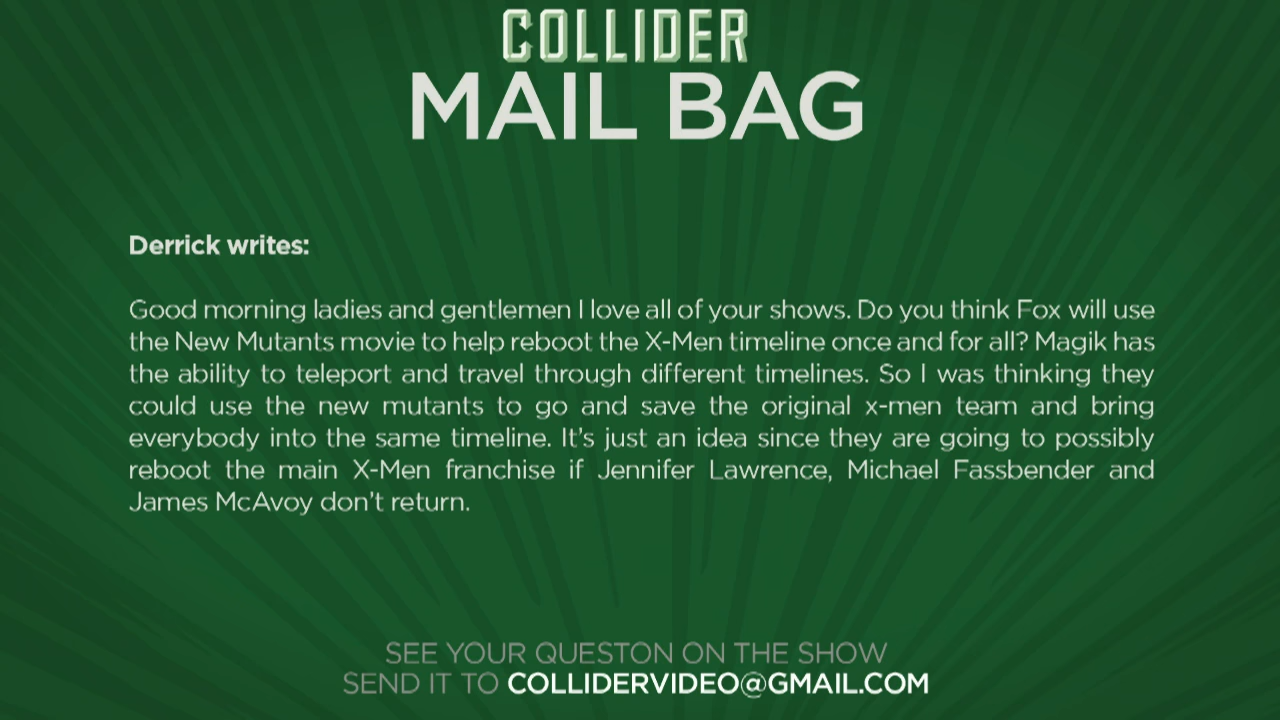 COLLIDER
MAIL BAG
Derrick writes:
Good morning ladies and gentlemen I love all of your shows. Do you think Fox will use
the New Mutants movie to help reboot the X-Men timeline once and for all? Magik has
the ability to teleport and travel through different timelines. So I was thinking they
could use the new mutants to go and save the original x-men team and bring
everybody into the same timeline. It's just an idea since they are going to possibly
reboot the main X-Men franchise if Jennifer Lawrence, Michael Fassbender and
James McAvoy don't return.
SEE YOUR QUESTON ON THE SHOW
SEND IT TO COLLIDERVIDEO@GMAIL.COM